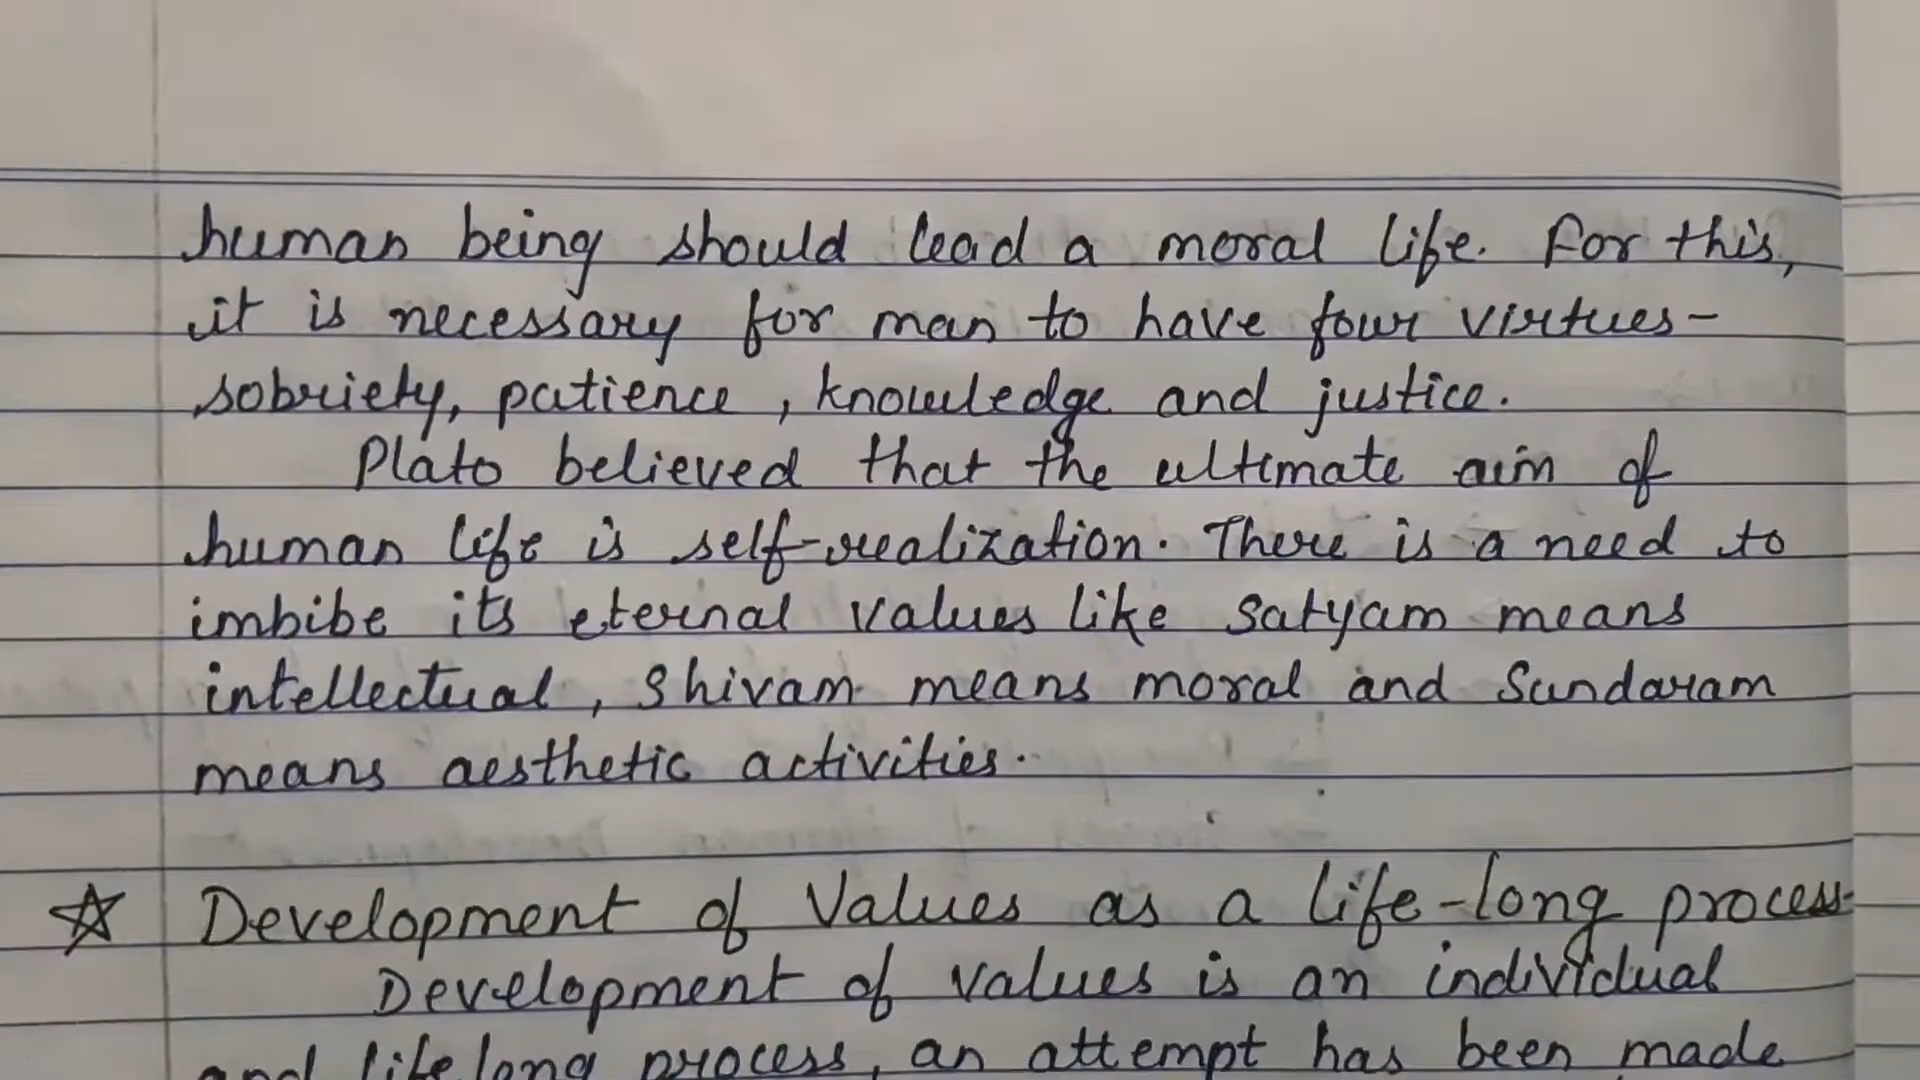 human being should lead a moral life. For this,
it is necessary for man to have four virtues-
sobriety, patience, knowledge and justice.
Plato believed that the ultimate aim of
human life is self-realization. There is a need to
imbibe its eternal values like Satyam means
intellectual, Shivam means moral and Sundaram
means aesthetic activities.
☆ Development of Values as a life-long process-
Development of values is an individual
and lifelong process, an attempt has been made